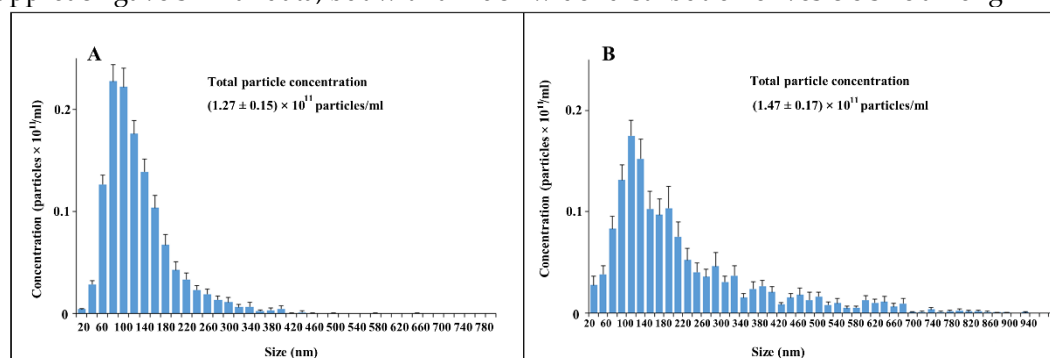 A
Total particle concentration
(1.27 ± 0.15) × 10¹¹ particles/ml
Concentration (particles × 10¹¹/ml)
0.2
0.1
0
20 60 100 140 180 220 260 300 340 380 420 460 500 540 580 620 660 700 740 780
Size (nm)
B
Total particle concentration
(1.47 ± 0.17) × 10¹¹ particles/ml
Concentration (particles × 10¹¹/ml)
0.2
0.1
0
20 60 100 140 180 220 260 300 340 380 420 460 500 540 580 620 660 700 740 780 820 860 900 940
Size (nm)